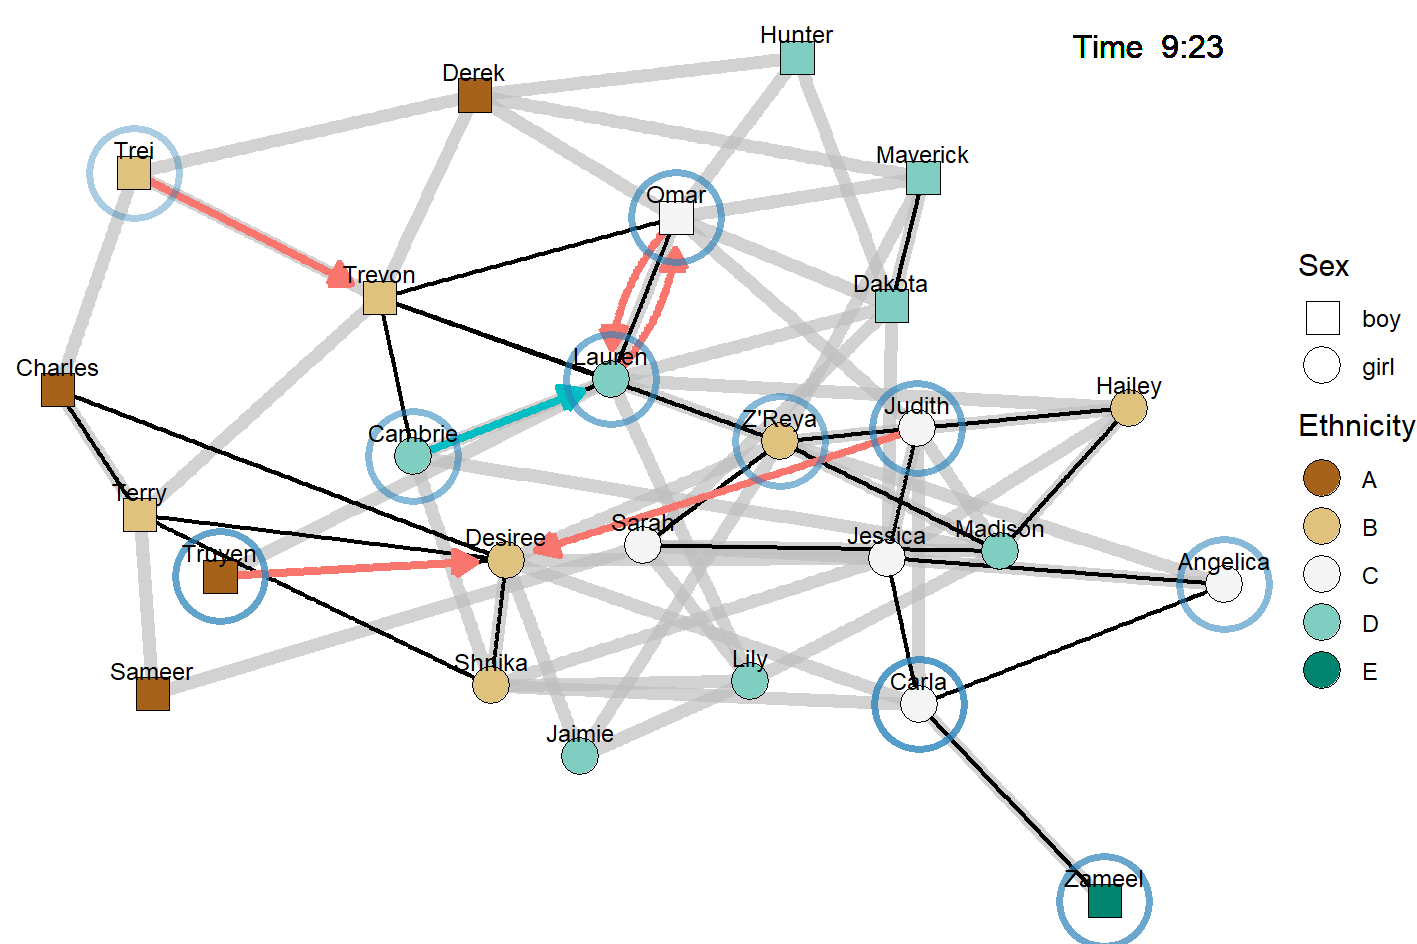 Hunter
Time 9:23
Derek
Trei
Maverick
Omar
Sex
Trevon
Dakota
boy
Charles
Lauren
girl
Hailey
Judith
Z'Reya
Cambrie
Ethnicity
A
Terry
B
Sarah
Madison
Desiree
Jessica
Truyen
Angelica
C
D
Sameer
Shnika
Lily
E
Carla
Jaimie
Zameel